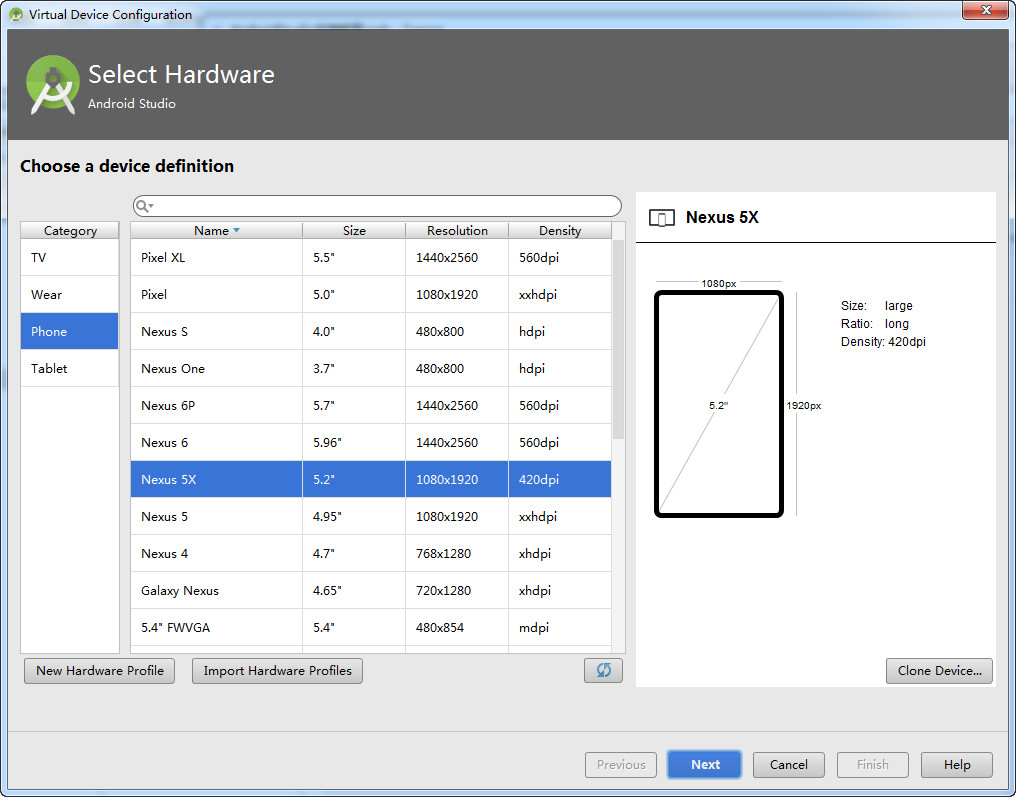 Virtual Device Configuration
Select Hardware
Android Studio
Choose a device definition
Category
TV
Wear
Phone
Tablet
Name Size Resolution Density
Pixel XL 5.5" 1440x2560 560dpi
Pixel 5.0" 1080x1920 xxhdpi
Nexus S 4.0" 480x800 hdpi
Nexus One 3.7" 480x800 hdpi
Nexus 6P 5.7" 1440x2560 560dpi
Nexus 6 5.96" 1440x2560 560dpi
Nexus 5X 5.2" 1080x1920 420dpi
Nexus 5 4.95" 1080x1920 xxhdpi
Nexus 4 4.7" 768x1280 xhdpi
Galaxy Nexus 4.65" 720x1280 xhdpi
5.4" FWVGA 5.4" 480x854 mdpi
New Hardware Profile Import Hardware Profiles
Nexus 5X
1080px
5.2"
1920px
Size: large
Ratio: long
Density: 420dpi
Clone Device...
Previous Next Cancel Finish Help